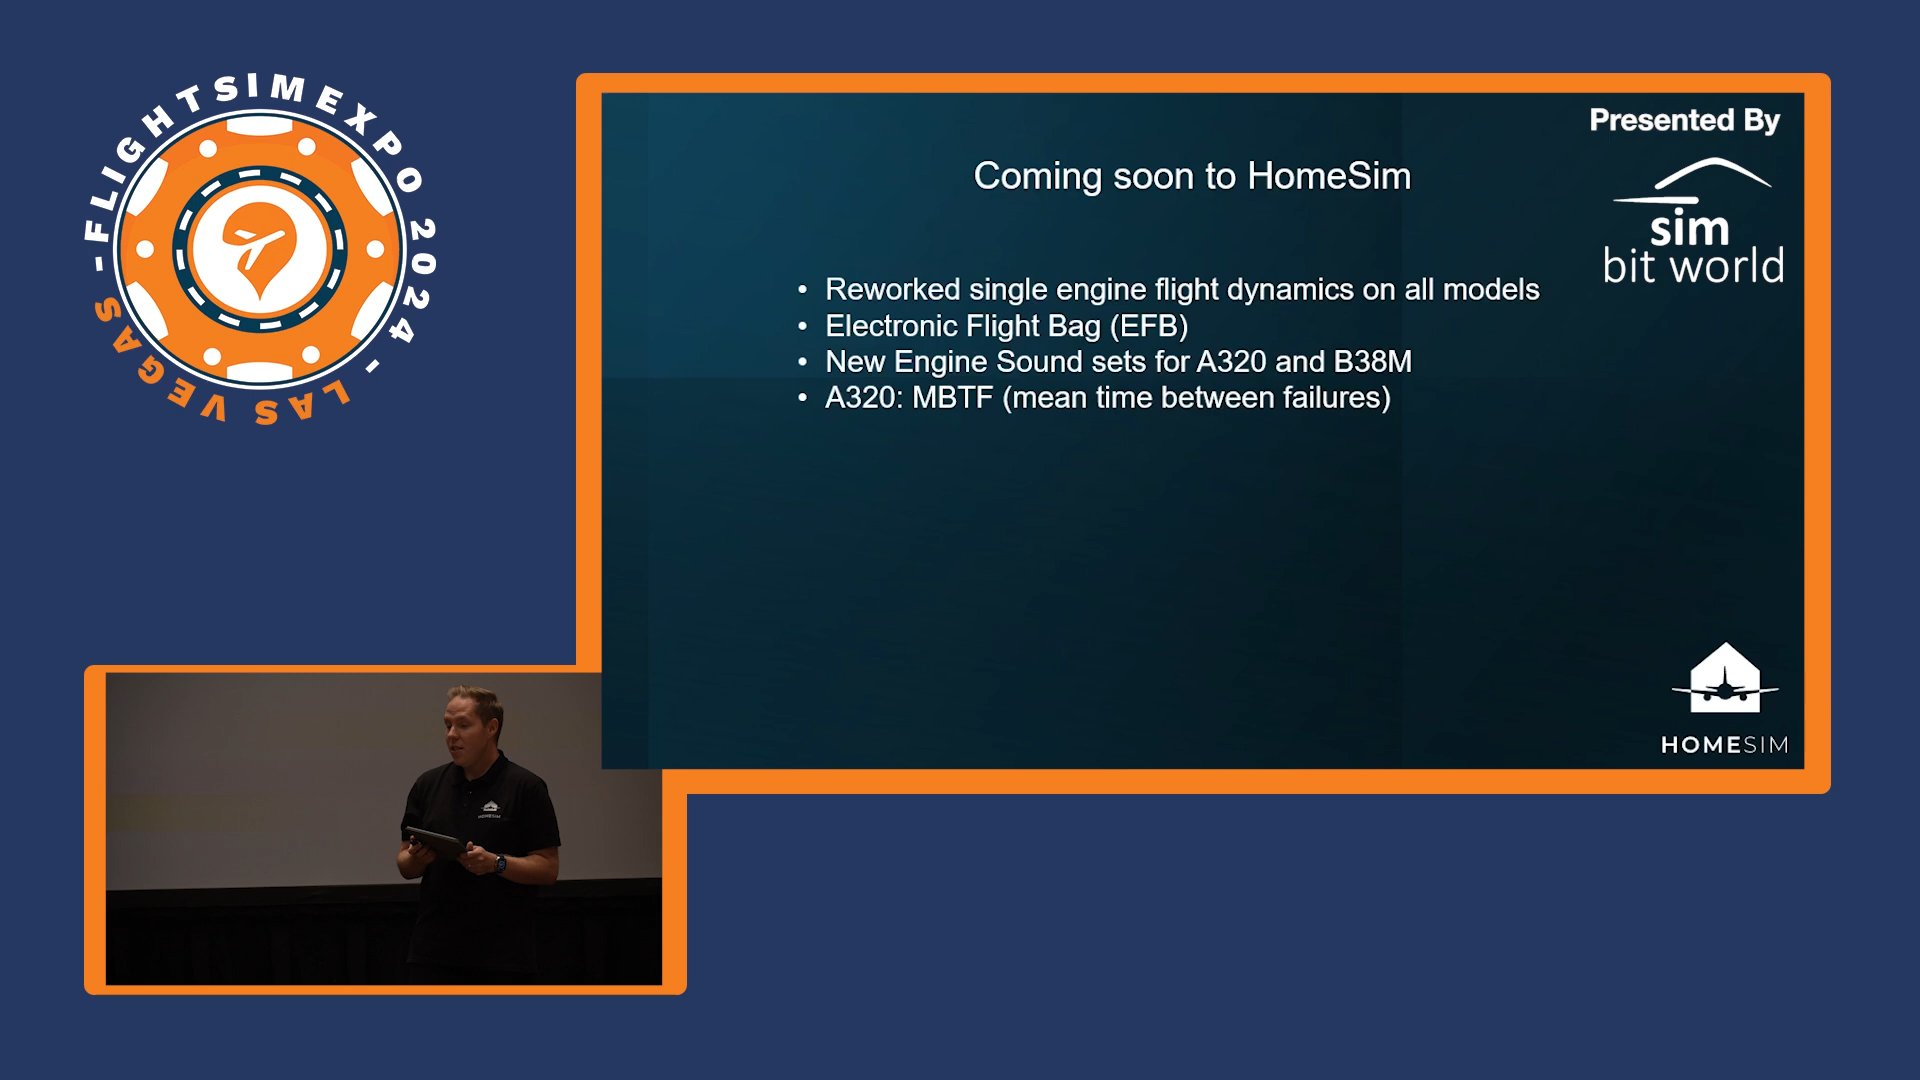 FLIGHTSIMEXPO 2024 - LAS VEGAS -
Presented By
sim
bit world
Coming soon to HomeSim
• Reworked single engine flight dynamics on all models
• Electronic Flight Bag (EFB)
• New Engine Sound sets for A320 and B38M
• A320: MBTF (mean time between failures)
HOMESIM
HOMESIM